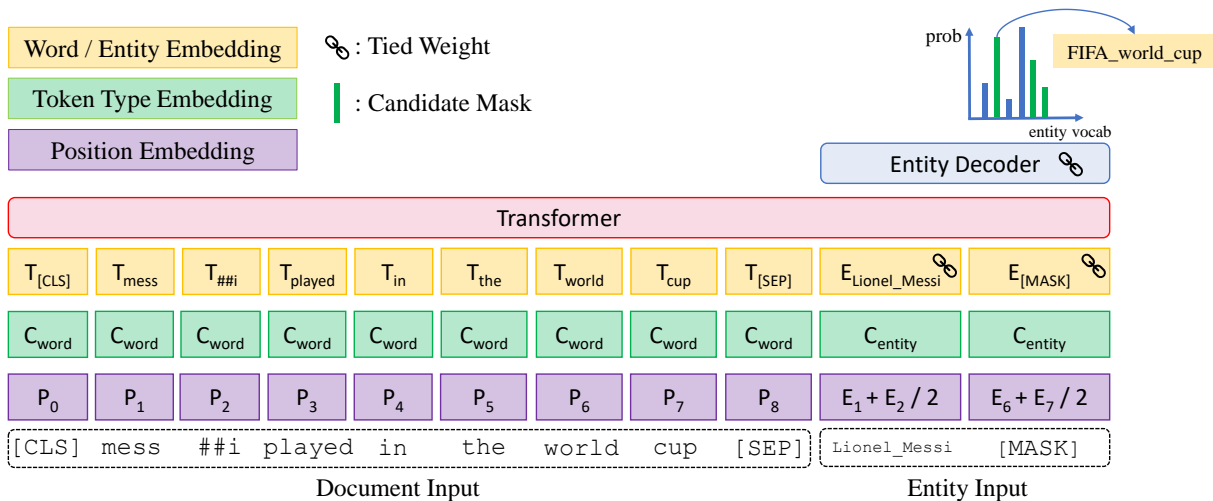 Word / Entity Embedding
: Tied Weight
Token Type Embedding
: Candidate Mask
Position Embedding
prob
FIFA_world_cup
entity vocab
Entity Decoder
Transformer
T[CLS] Tmess T##i Tplayed Tin Tthe Tworld Tcup T[SEP] ELionel_Messi E[MASK]
Cword Cword Cword Cword Cword Cword Cword Cword Cword Centity Centity
P0 P1 P2 P3 P4 P5 P6 P7 P8 E1 + E2 / 2 E6 + E7 / 2
[CLS] mess ##i played in the world cup [SEP] Lionel_Messi [MASK]
Document Input Entity Input